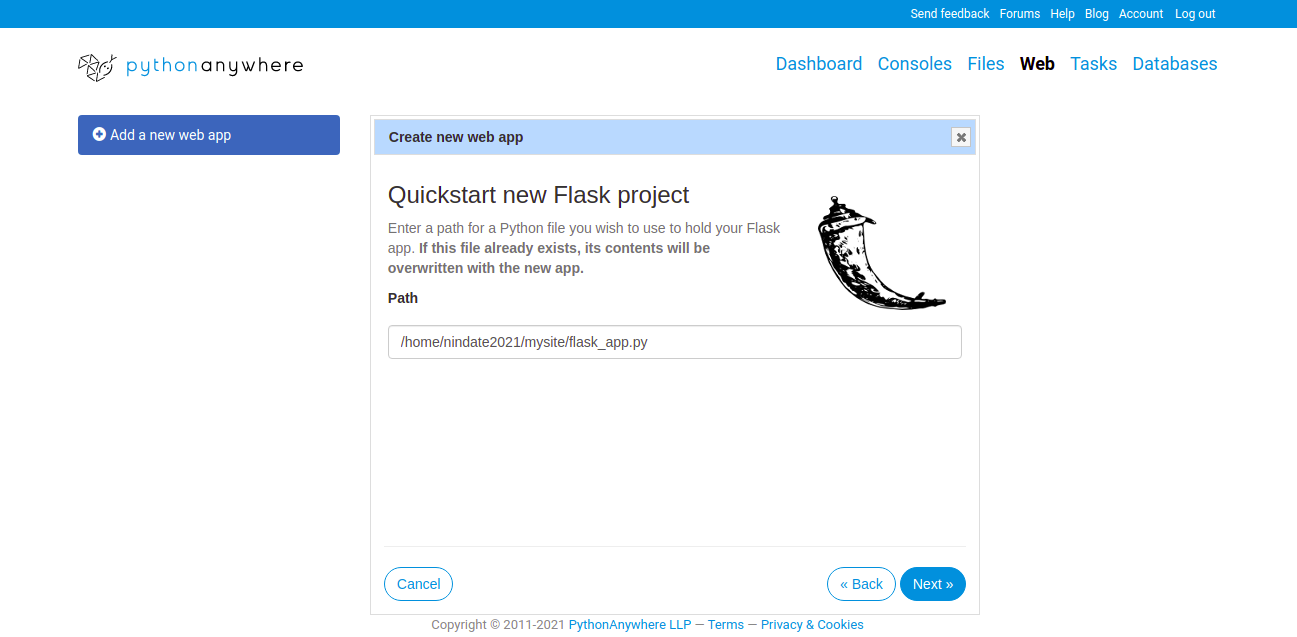 Send feedback Forums Help Blog Account Log out
pythonanywhere
Dashboard Consoles Files Web Tasks Databases
Add a new web app
Create new web app
Quickstart new Flask project
Enter a path for a Python file you wish to use to hold your Flask
app. If this file already exists, its contents will be
overwritten with the new app.
Path
/home/nindate2021/mysite/flask_app.py
Cancel
« Back
Next »
Copyright © 2011-2021 PythonAnywhere LLP — Terms — Privacy & Cookies